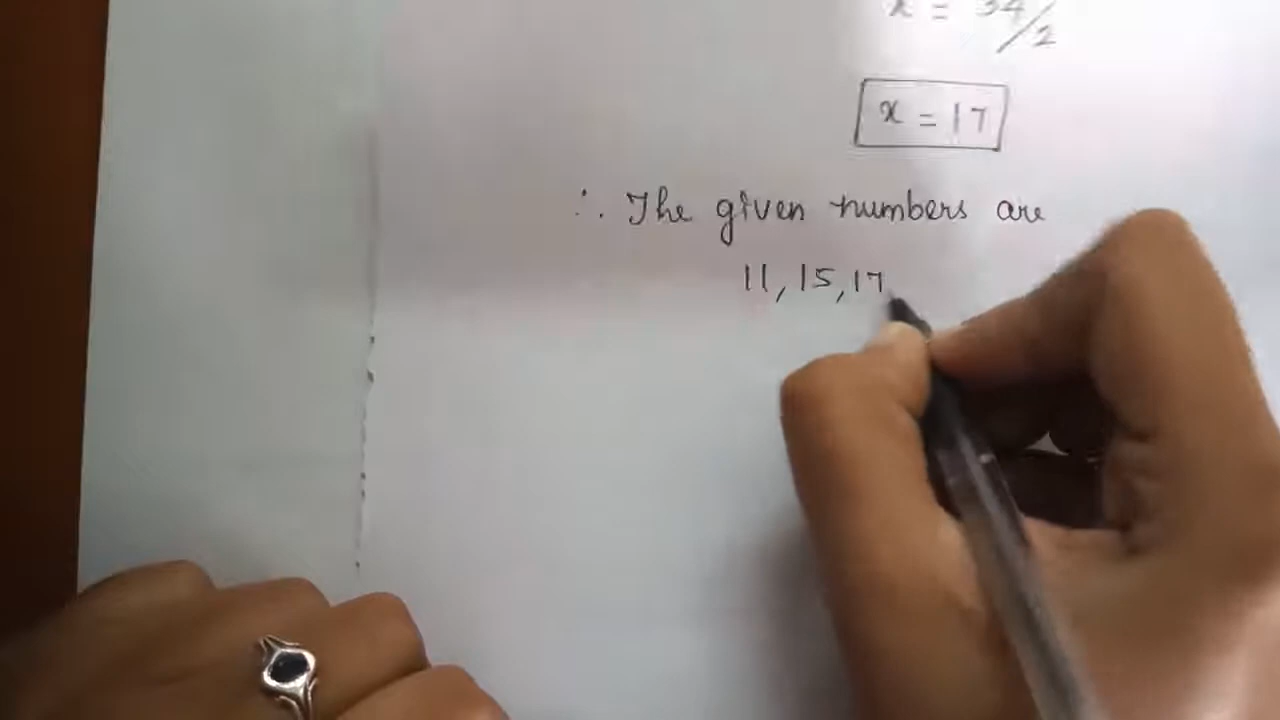 x = 34/2
x = 17
∴ The given numbers are
11, 15, 17